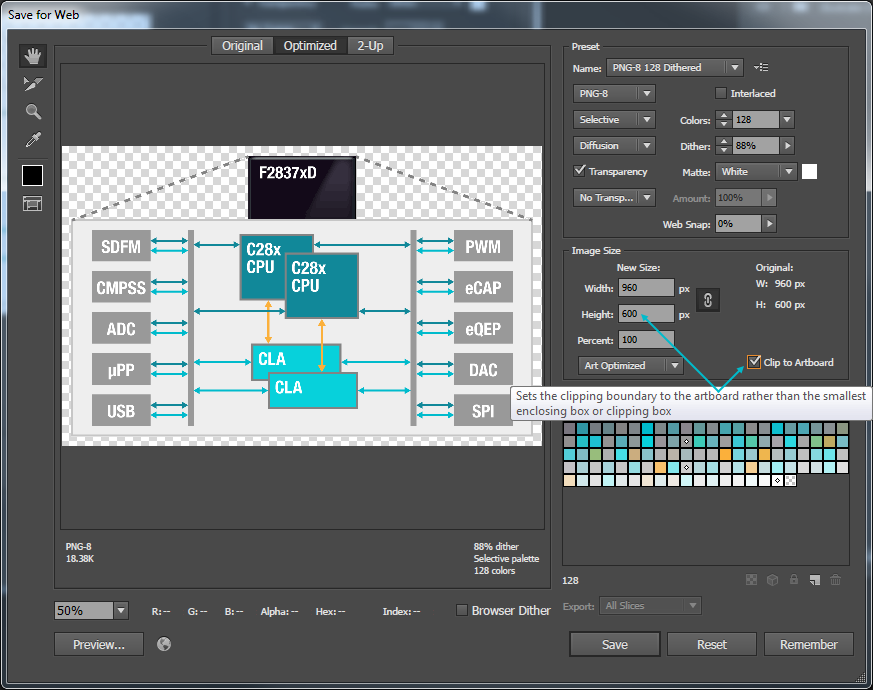 Save for Web
Original
Optimized
2-Up
F2837xD
SDFM
CMPSS
ADC
µPP
USB
C28x
CPU
C28x
CPU
CLA
CLA
PWM
eCAP
eQEP
DAC
SPI
PNG-8
18.38K
88% dither
Selective palette
128 colors
Preset
Name: PNG-8 128 Dithered
PNG-8
Interlaced
Selective
Colors: 128
Diffusion
Dither: 88%
Transparency
Matte: White
No Transp...
Amount: 100%
Web Snap: 0%
Image Size
New Size:
Original:
Width: 960 px
W: 960 px
Height: 600 px
H: 600 px
Percent: 100
Art Optimized
Clip to Artboard
Sets the clipping boundary to the artboard rather than the smallest
enclosing box or clipping box
128
50%
R: --
G: --
B: --
Alpha: --
Hex: --
Index: --
Browser Dither
Export: All Slices
Preview...
Save
Reset
Remember